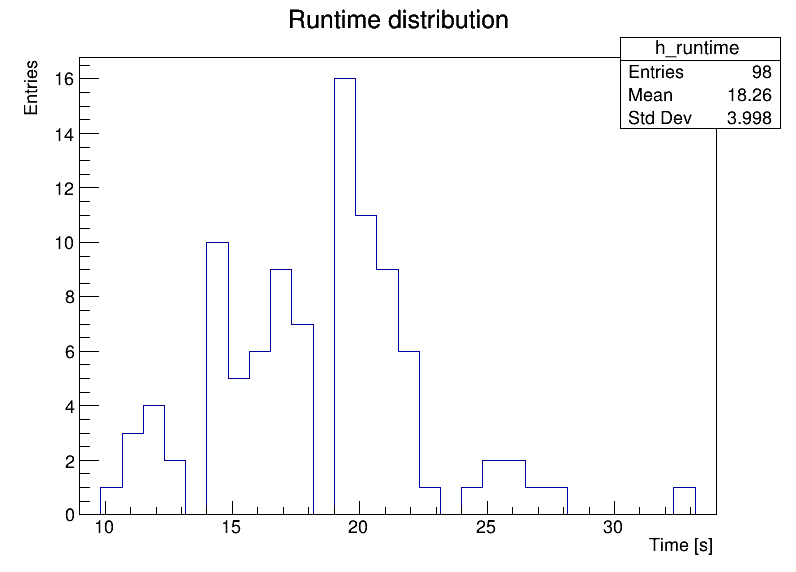 Runtime distribution
h_runtime
Entries 98
Mean 18.26
Std Dev 3.998
Entries
16
14
12
10
8
6
4
2
0
10 15 20 25 30
Time [s]